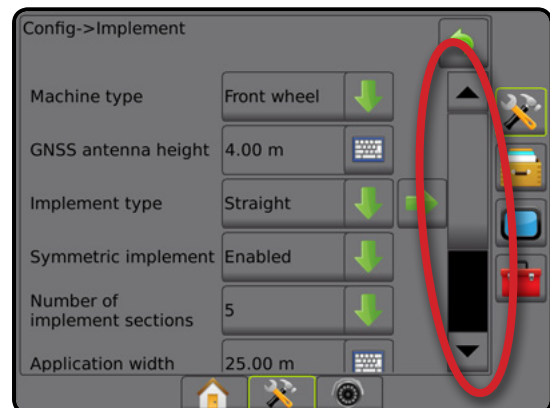 Config->Implement
Machine type Front wheel
GNSS antenna height 4.00 m
Implement type Straight
Symmetric implement Enabled
Number of
implement sections 5
Application width 25.00 m